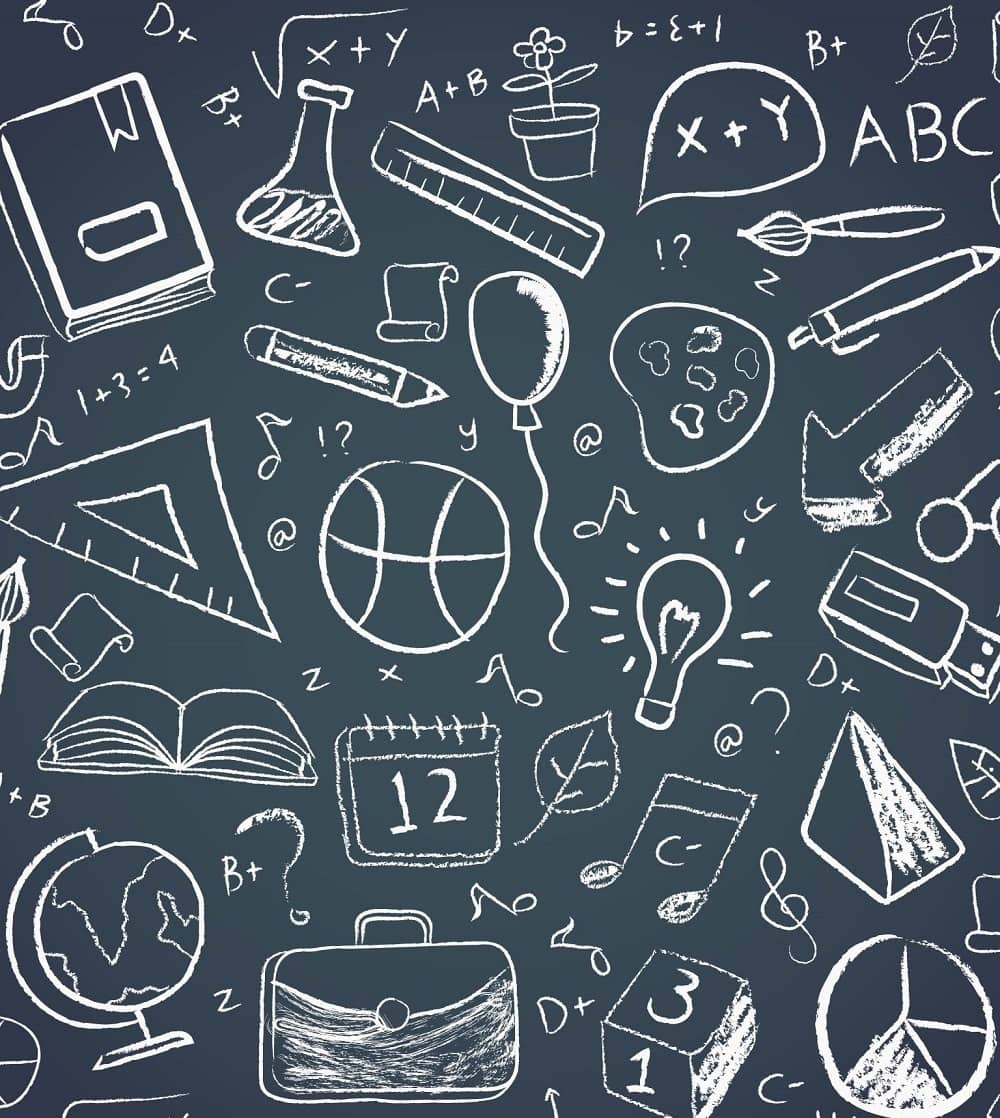 D×
√x+y
b=ξ+1
B+
B+
A+B
X+Y
ABC
!?
z
C-
1+3=4
!?
y
@
@
y
z
x
D×
@
?
12
+B
C-
B+
?
z
D+
3
1
C-